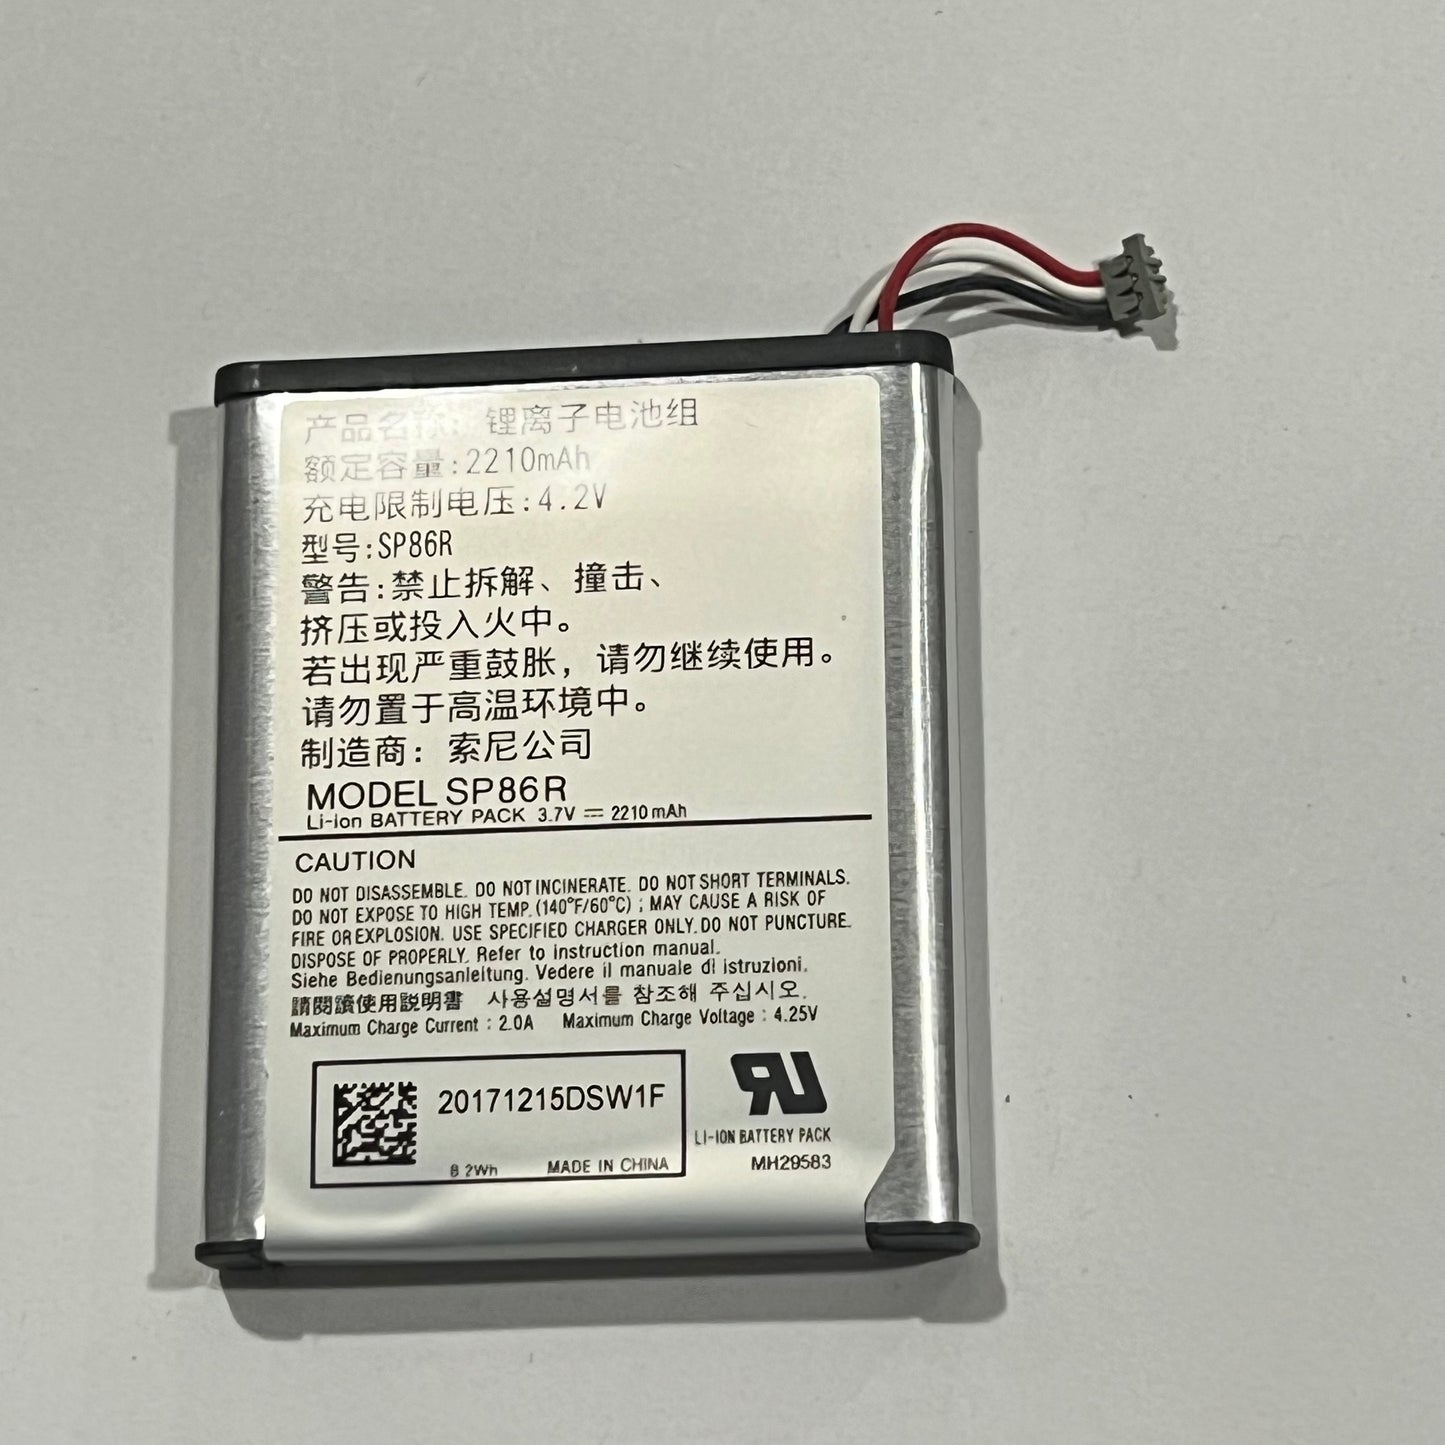 产品名称: 锂离子电池组
额定容量:2210mAh
充电限制电压:4.2V
型号:SP86R
警告:禁止拆解、撞击、
挤压或投入火中。
若出现严重鼓胀，请勿继续使用。
请勿置于高温环境中。
制造商: 索尼公司
MODEL SP86R
Li-ion BATTERY PACK 3.7V ⎓ 2210 mAh
CAUTION
DO NOT DISASSEMBLE. DO NOT INCINERATE. DO NOT SHORT TERMINALS.
DO NOT EXPOSE TO HIGH TEMP. (140°F/60°C) ; MAY CAUSE A RISK OF
FIRE OR EXPLOSION. USE SPECIFIED CHARGER ONLY. DO NOT PUNCTURE.
DISPOSE OF PROPERLY. Refer to instruction manual.
Siehe Bedienungsanleitung. Vedere il manuale di istruzioni.
請閱讀使用說明書 사용설명서를 참조해 주십시오.
Maximum Charge Current : 2.0A Maximum Charge Voltage : 4.25V
20171215DSW1F
8.2Wh MADE IN CHINA
RU
LI-ION BATTERY PACK
MH29583